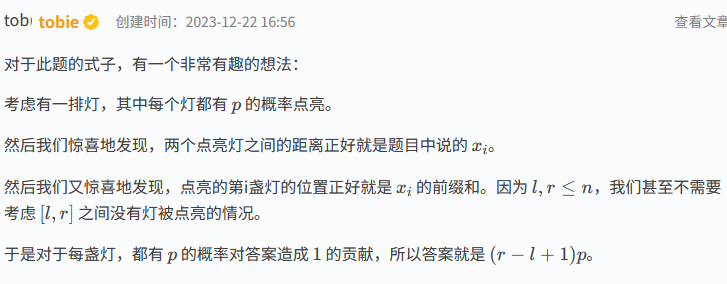 tobie tobie 创建时间：2023-12-22 16:56 查看文章
对于此题的式子，有一个非常有趣的想法：
考虑有一排灯，其中每个灯都有 p 的概率点亮。
然后我们惊喜地发现，两个点亮灯之间的距离正好就是题目中说的 xᵢ。
然后我们又惊喜地发现，点亮的第i盏灯的位置正好就是 xᵢ 的前缀和。因为 l, r ≤ n，我们甚至不需要
考虑 [l, r] 之间没有灯被点亮的情况。
于是对于每盏灯，都有 p 的概率对答案造成 1 的贡献，所以答案就是 (r − l + 1)p。